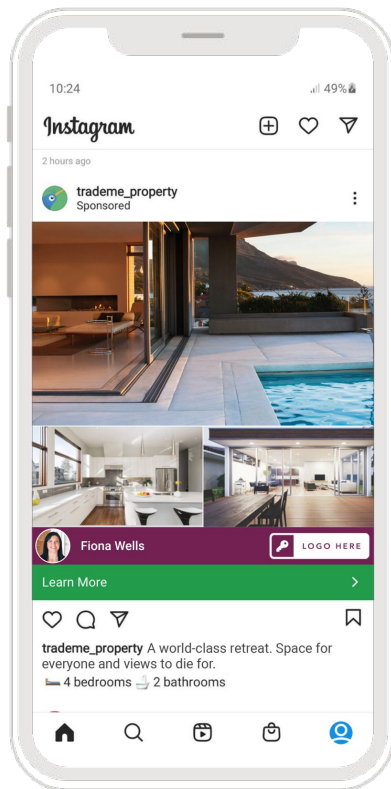 10:24
49%
Instagram
2 hours ago
trademe_property
Sponsored
Fiona Wells
LOGO HERE
Learn More
trademe_property A world-class retreat. Space for
everyone and views to die for.
4 bedrooms 2 bathrooms